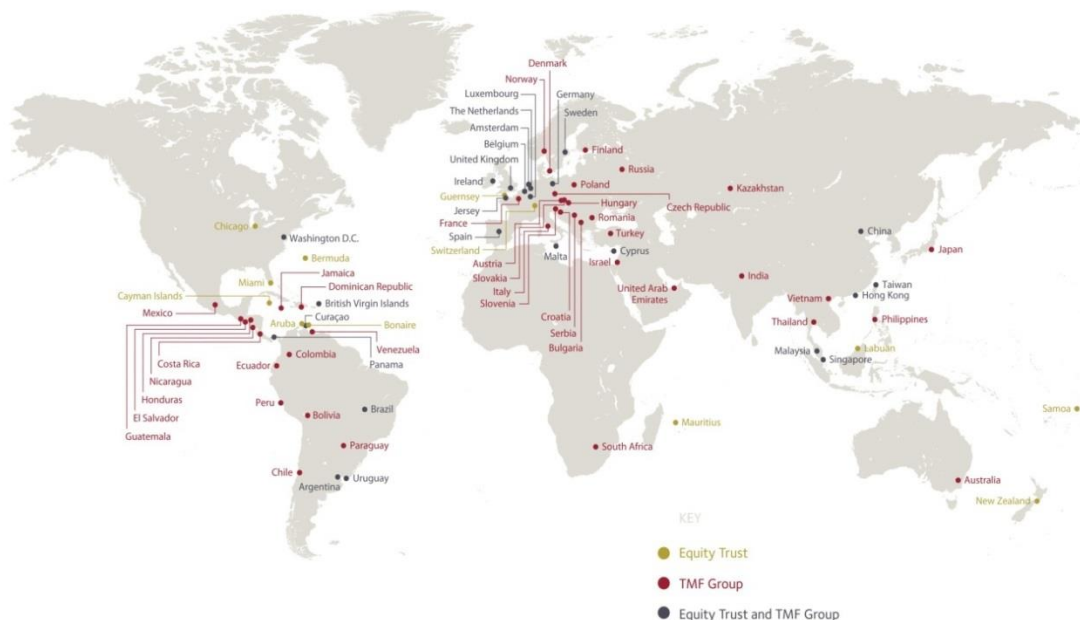 Denmark
Norway
Luxembourg
Germany
The Netherlands
Sweden
Amsterdam
Belgium
United Kingdom
Finland
Ireland
Russia
Poland
Kazakhstan
Guernsey
Jersey
Hungary
Czech Republic
France
Romania
Spain
Turkey
Switzerland
Cyprus
Malta
Austria
Israel
Slovakia
Italy
United Arab
Emirates
Slovenia
Croatia
Serbia
Bulgaria
Chicago
Washington D.C.
Bermuda
Jamaica
Miami
Dominican Republic
Cayman Islands
British Virgin Islands
Mexico
Curaçao
Aruba
Bonaire
Venezuela
Costa Rica
Colombia
Panama
Ecuador
Nicaragua
Honduras
El Salvador
Guatemala
Peru
Bolivia
Brazil
Paraguay
Chile
Argentina
Uruguay
China
Japan
India
Taiwan
Hong Kong
Vietnam
Thailand
Philippines
Malaysia
Labuan
Singapore
Mauritius
Samoa
South Africa
Australia
New Zealand
KEY
Equity Trust
TMF Group
Equity Trust and TMF Group